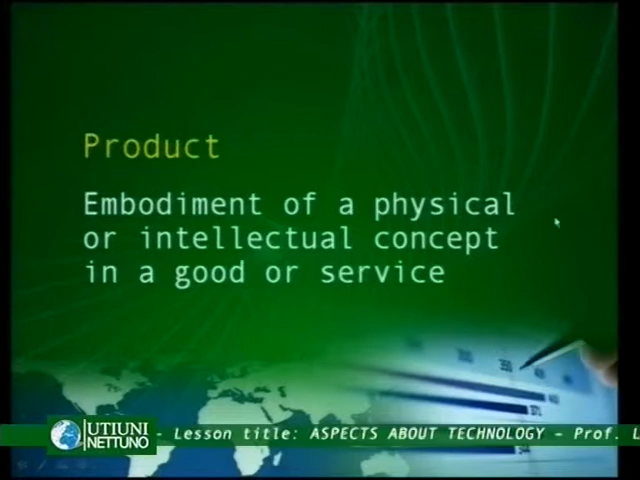 Product
Embodiment of a physical
or intellectual concept
in a good or service
350
UTIUNI
NETTUNO
- Lesson title: ASPECTS ABOUT TECHNOLOGY - Prof. L